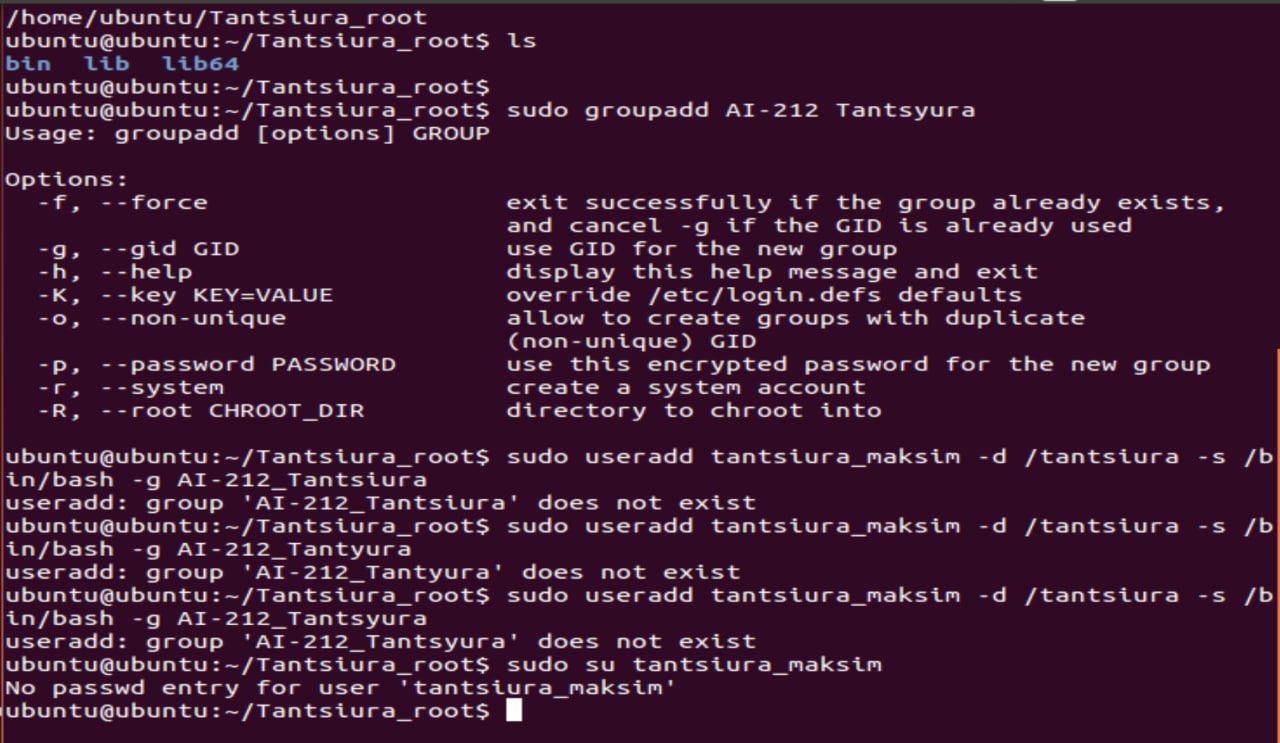 /home/ubuntu/Tantsiura_root
ubuntu@ubuntu:~/Tantsiura_root$ ls
bin  lib  lib64
ubuntu@ubuntu:~/Tantsiura_root$
ubuntu@ubuntu:~/Tantsiura_root$ sudo groupadd AI-212 Tantsyura
Usage: groupadd [options] GROUP

Options:
  -f, --force                   exit successfully if the group already exists,
                                and cancel -g if the GID is already used
  -g, --gid GID                 use GID for the new group
  -h, --help                    display this help message and exit
  -K, --key KEY=VALUE           override /etc/login.defs defaults
  -o, --non-unique              allow to create groups with duplicate
                                (non-unique) GID
  -p, --password PASSWORD       use this encrypted password for the new group
  -r, --system                  create a system account
  -R, --root CHROOT_DIR         directory to chroot into

ubuntu@ubuntu:~/Tantsiura_root$ sudo useradd tantsiura_maksim -d /tantsiura -s /b
in/bash -g AI-212_Tantsiura
useradd: group 'AI-212_Tantsiura' does not exist
ubuntu@ubuntu:~/Tantsiura_root$ sudo useradd tantsiura_maksim -d /tantsiura -s /b
in/bash -g AI-212_Tantyura
useradd: group 'AI-212_Tantyura' does not exist
ubuntu@ubuntu:~/Tantsiura_root$ sudo useradd tantsiura_maksim -d /tantsiura -s /b
in/bash -g AI-212_Tantsyura
useradd: group 'AI-212_Tantsyura' does not exist
ubuntu@ubuntu:~/Tantsiura_root$ sudo su tantsiura_maksim
No passwd entry for user 'tantsiura_maksim'
ubuntu@ubuntu:~/Tantsiura_root$